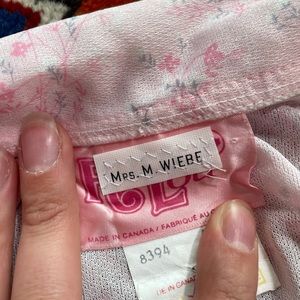 MRS. M. WIEBE
MADE IN CANADA / FABRIQUÉ AU
8394